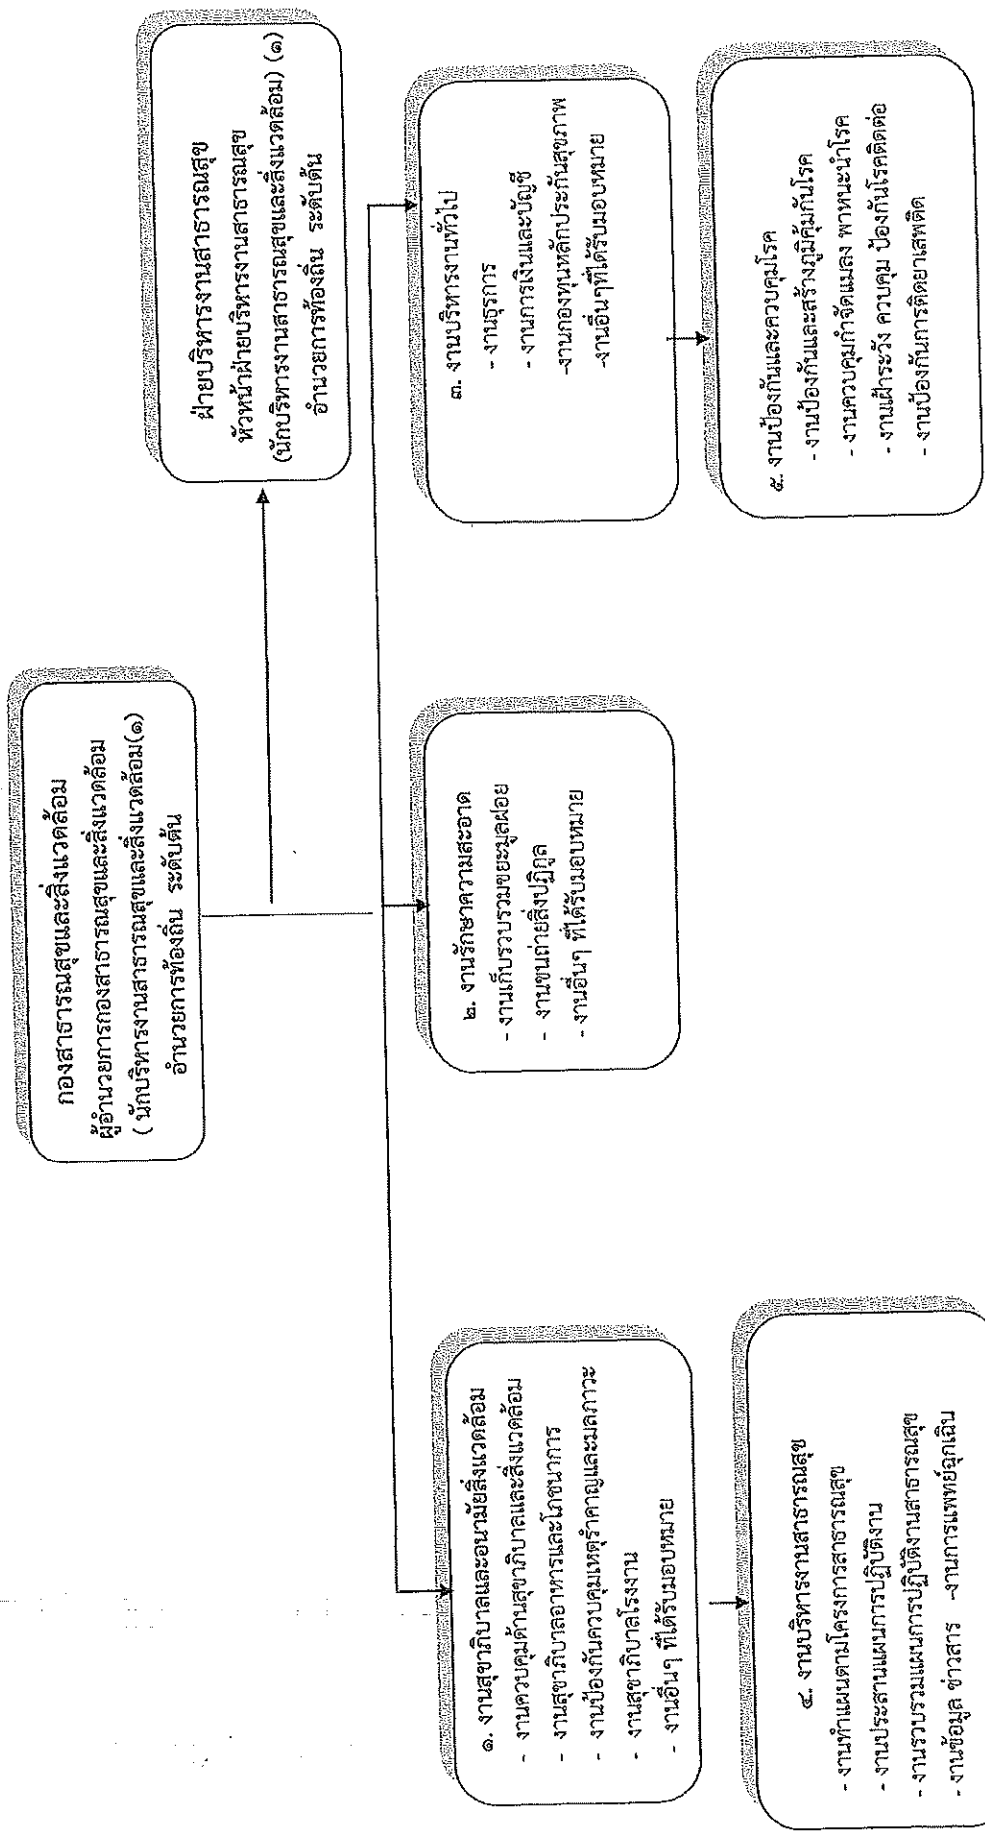 กองสาธารณสุขและสิ่งแวดล้อม
ผู้อำนวยการกองสาธารณสุขและสิ่งแวดล้อม
( นักบริหารงานสาธารณสุขและสิ่งแวดล้อม(๑)
อำนวยการท้องถิ่น ระดับต้น
ฝ่ายบริหารงานสาธารณสุข
หัวหน้าฝ่ายบริหารงานสาธารณสุข
(นักบริหารงานสาธารณสุขและสิ่งแวดล้อม) (๑)
อำนวยการท้องถิ่น ระดับต้น
๑. งานสุขาภิบาลและอนามัยสิ่งแวดล้อม
- งานควบคุมด้านสุขาภิบาลและสิ่งแวดล้อม
- งานสุขาภิบาลอาหารและโภชนาการ
- งานป้องกันควบคุมเหตุรำคาญและมลภาวะ
- งานสุขาภิบาลโรงงาน
- งานอื่นๆ ที่ได้รับมอบหมาย
๒. งานรักษาความสะอาด
- งานเก็บรวบรวมขยะมูลฝอย
- งานขนถ่ายสิ่งปฏิกูล
- งานอื่นๆ ที่ได้รับมอบหมาย
๓. งานบริหารงานทั่วไป
- งานธุรการ
- งานการเงินและบัญชี
-งานกองทุนหลักประกันสุขภาพ
-งานอื่นๆที่ได้รับมอบหมาย
๔. งานบริหารงานสาธารณสุข
- งานทำแผนตามโครงการสาธารณสุข
- งานประสานแผนการปฏิบัติงาน
- งานรวบรวมแผนการปฏิบัติงานสาธารณสุข
- งานข้อมูล ข่าวสาร -งานการแพทย์ฉุกเฉิน
๕. งานป้องกันและควบคุมโรค
- งานป้องกันและสร้างภูมิคุ้มกันโรค
- งานควบคุมกำจัดแมลง พาหนะนำโรค
- งานเฝ้าระวัง ควบคุม ป้องกันโรคติดต่อ
- งานป้องกันการติดยาเสพติด